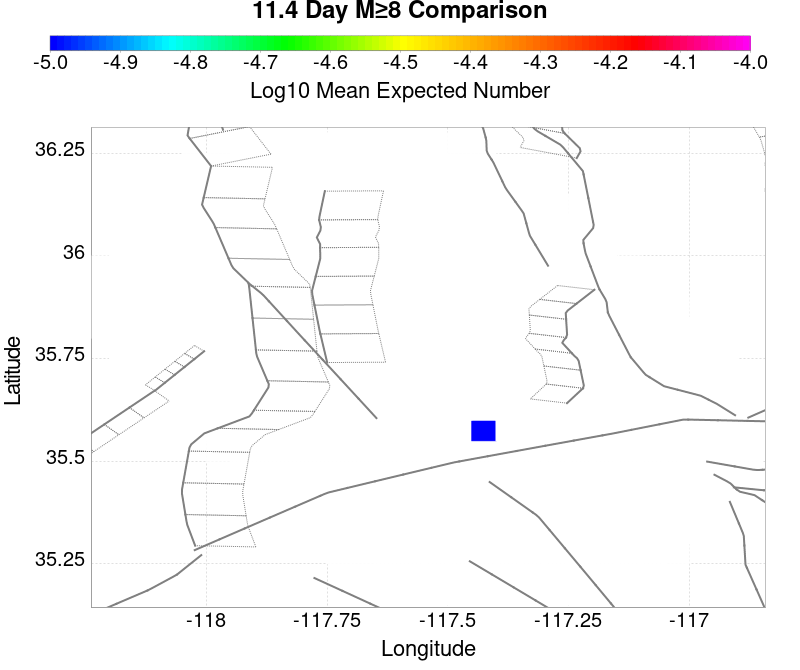 11.4 Day M≥8 Comparison
-5.0 -4.9 -4.8 -4.7 -4.6 -4.5 -4.4 -4.3 -4.2 -4.1 -4.0
Log10 Mean Expected Number
36.25
36
35.75
35.5
35.25
Latitude
-118 -117.75 -117.5 -117.25 -117
Longitude